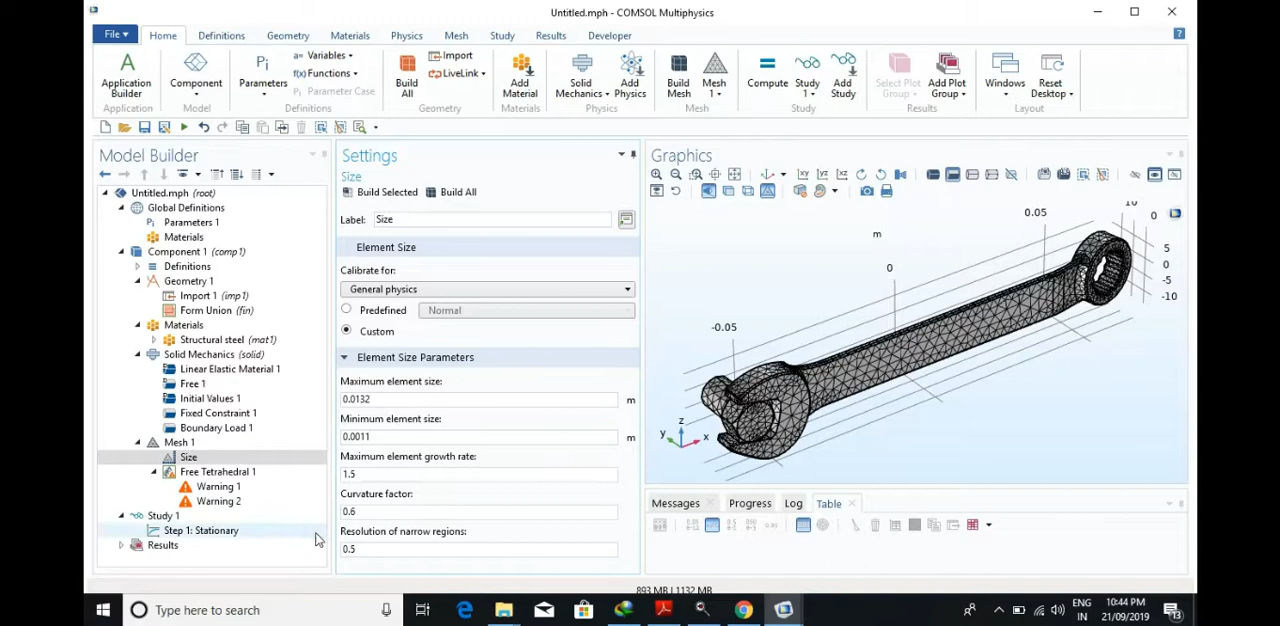 Untitled.mph - COMSOL Multiphysics
File Home Definitions Geometry Materials Physics Mesh Study Results Developer
Application Builder
Component
Parameters
Variables
Functions
Parameter Case
Build All
Import
LiveLink
Add Material
Solid Mechanics
Add Physics
Build Mesh
Mesh 1
Compute
Study 1
Add Study
Select Plot Group
Add Plot Group
Windows
Reset Desktop
Application Model Definitions Geometry Materials Physics Mesh Study Results Layout
Model Builder
Untitled.mph (root)
Global Definitions
Parameters 1
Materials
Component 1 (comp1)
Definitions
Geometry 1
Import 1 (imp1)
Form Union (fin)
Materials
Structural steel (mat1)
Solid Mechanics (solid)
Linear Elastic Material 1
Free 1
Initial Values 1
Fixed Constraint 1
Boundary Load 1
Mesh 1
Size
Free Tetrahedral 1
Warning 1
Warning 2
Study 1
Step 1: Stationary
Results
Settings
Size
Build Selected Build All
Label: Size
Element Size
Calibrate for:
General physics
Predefined Normal
Custom
Element Size Parameters
Maximum element size:
0.0132 m
Minimum element size:
0.0011 m
Maximum element growth rate:
1.5
Curvature factor:
0.6
Resolution of narrow regions:
0.5
Graphics
m
0.05
0
-0.05
10
0
5
0
-5
-10
z
y x
Messages Progress Log Table
893 MB | 1132 MB
Type here to search
ENG
IN
10:44 PM
21/09/2019
13